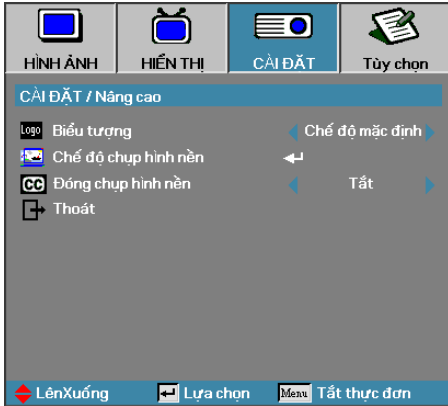 HÌNH ẢNH HIỂN THỊ CÀI ĐẶT Tùy chọn
CÀI ĐẶT / Nâng cao
Logo Biểu tượng Chế độ mặc định
Chế độ chụp hình nền
CC Đóng chụp hình nền Tắt
Thoát
LênXuống Lựa chọn Menu Tắt thực đơn